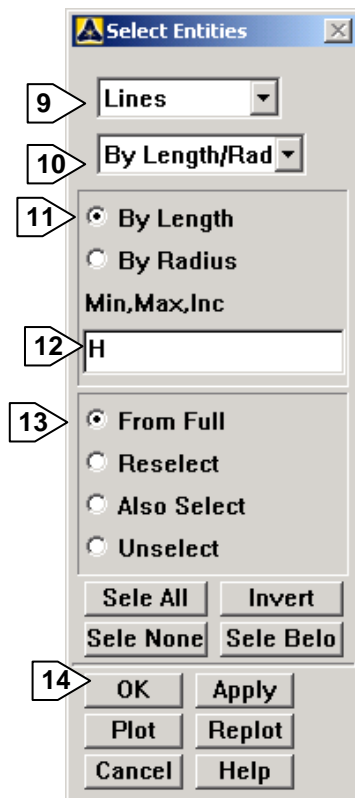 Select Entities
9 Lines
10 By Length/Rad
11 By Length
By Radius
Min,Max,Inc
12 H
13 From Full
Reselect
Also Select
Unselect
Sele All Invert
Sele None Sele Belo
14 OK Apply
Plot Replot
Cancel Help